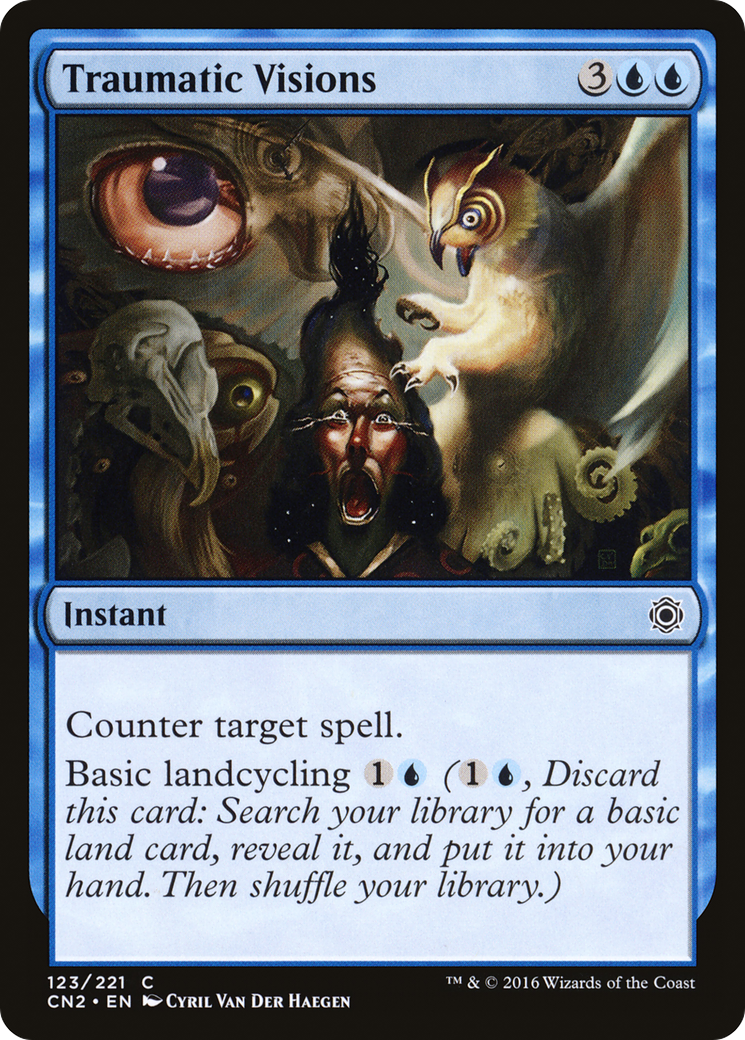 Traumatic Visions 3
Instant
Counter target spell.
Basic landcycling 1 (1, Discard
this card: Search your library for a basic
land card, reveal it, and put it into your
hand. Then shuffle your library.)
123/221 C
CN2 • EN Cyril Van Der Haegen
™ & © 2016 Wizards of the Coast